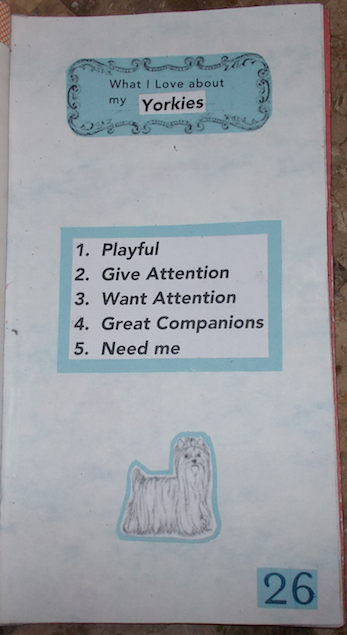 What I Love about
my Yorkies
1. Playful
2. Give Attention
3. Want Attention
4. Great Companions
5. Need me
26